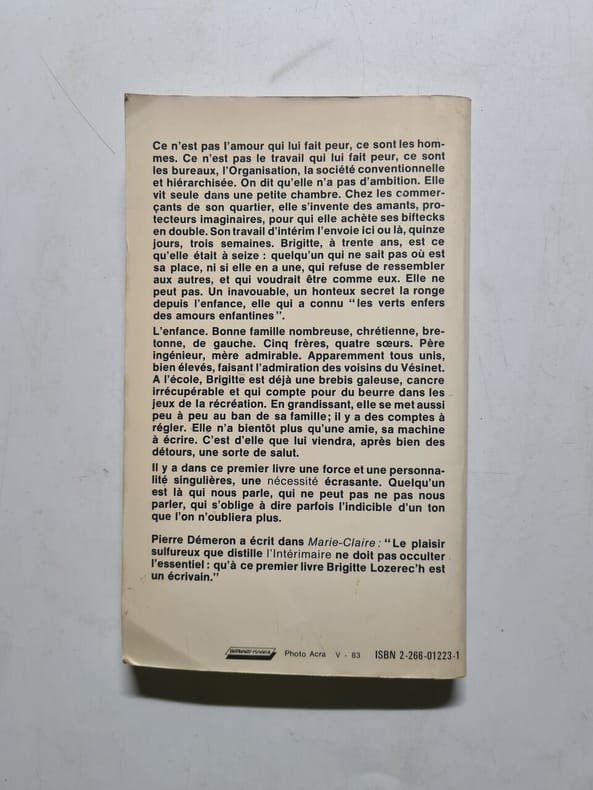 Ce n'est pas l'amour qui lui fait peur, ce sont les hom-
mes. Ce n'est pas le travail qui lui fait peur, ce sont
les bureaux, l'Organisation, la société conventionnelle
et hiérarchisée. On dit qu'elle n'a pas d'ambition. Elle
vit seule dans une petite chambre. Chez les commer-
çants de son quartier, elle s'invente des amants, pro-
tecteurs imaginaires, pour qui elle achète ses biftecks
en double. Son travail d'intérim l'envoie ici ou là, quinze
jours, trois semaines. Brigitte, à trente ans, est ce
qu'elle était à seize : quelqu'un qui ne sait pas où est
sa place, ni si elle en a une, qui refuse de ressembler
aux autres, et qui voudrait être comme eux. Elle ne
peut pas. Un inavouable, un honteux secret la ronge
depuis l'enfance, elle qui a connu "les verts enfers
des amours enfantines".
L'enfance. Bonne famille nombreuse, chrétienne, bre-
tonne, de gauche. Cinq frères, quatre sœurs. Père
ingénieur, mère admirable. Apparemment tous unis,
bien élevés, faisant l'admiration des voisins du Vésinet.
A l'école, Brigitte est déjà une brebis galeuse, cancre
irrécupérable et qui compte pour du beurre dans les
jeux de la récréation. En grandissant, elle se met aussi
peu à peu au ban de sa famille; il y a des comptes à
régler. Elle n'a bientôt plus qu'une amie, sa machine
à écrire. C'est d'elle que lui viendra, après bien des
détours, une sorte de salut.
Il y a dans ce premier livre une force et une personna-
lité singulières, une nécessité écrasante. Quelqu'un
est là qui nous parle, qui ne peut pas ne pas nous
parler, qui s'oblige à dire parfois l'indicible d'un ton
que l'on n'oubliera plus.
Pierre Démeron a écrit dans Marie-Claire : "Le plaisir
sulfureux que distille l'Intérimaire ne doit pas occulter
l'essentiel : qu'à ce premier livre Brigitte Lozerec'h est
un écrivain."
Photo Acra V - 83 ISBN 2-266-01223-1